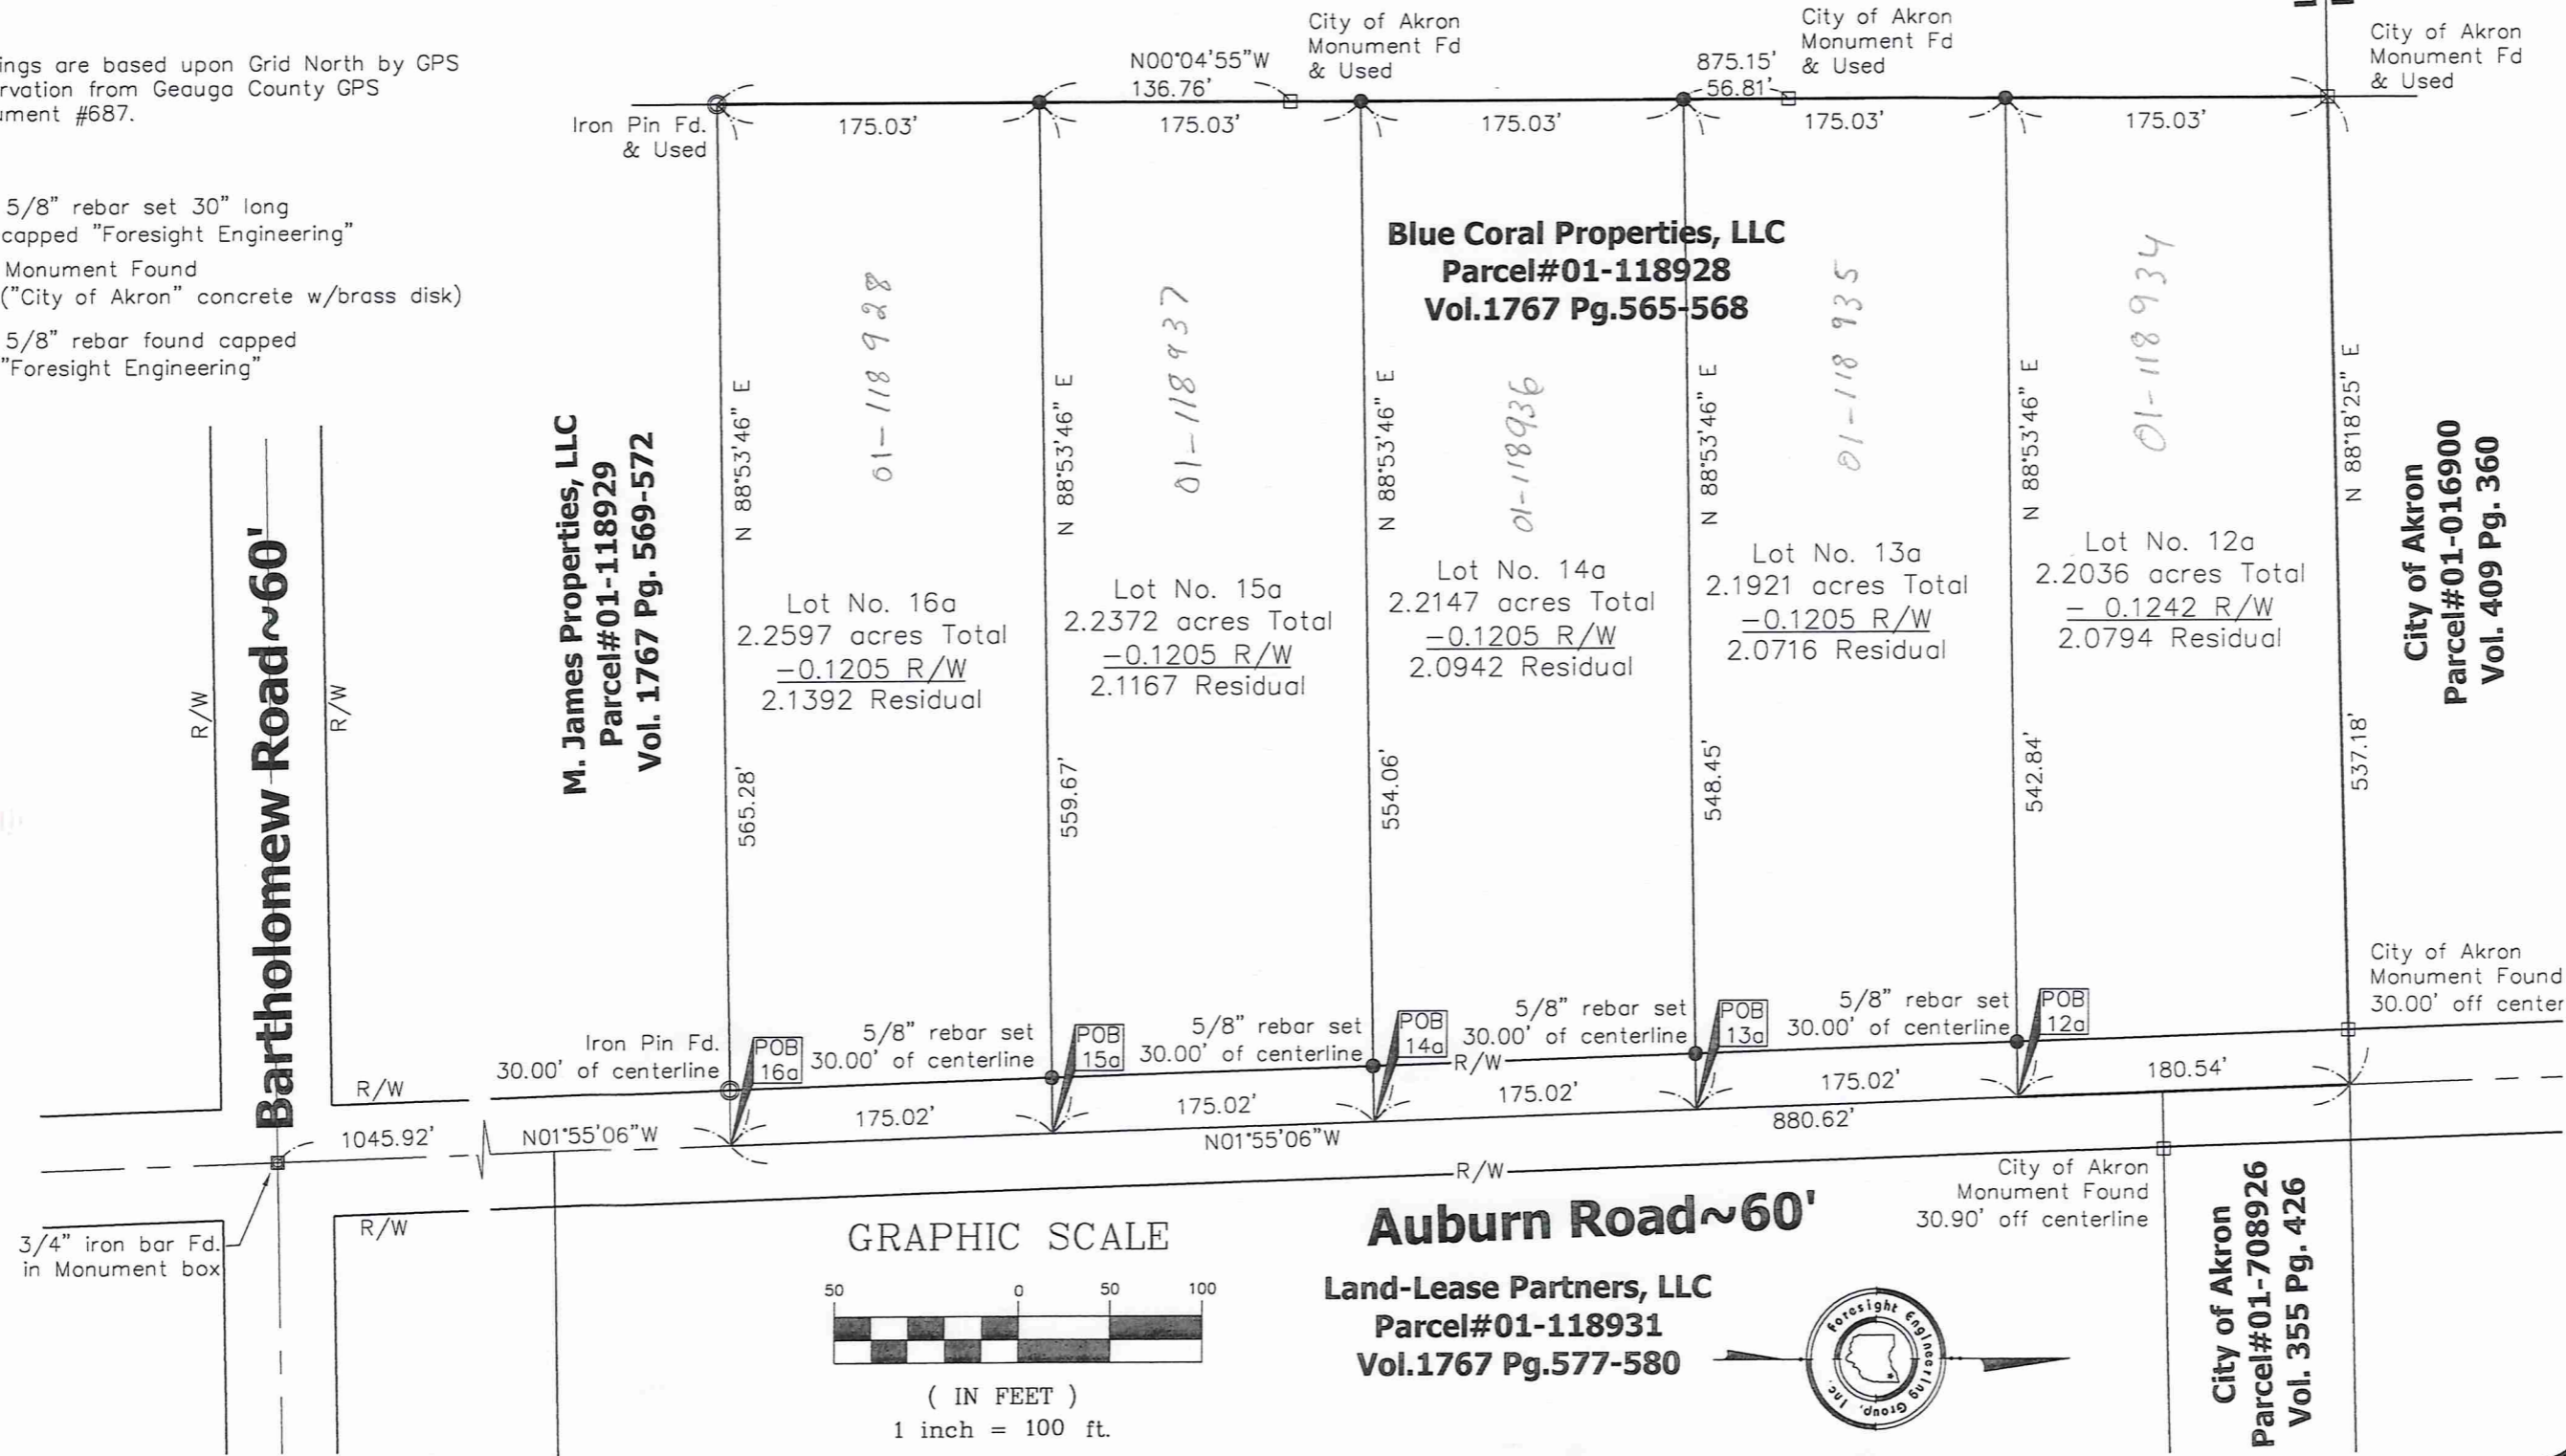 ings are based upon Grid North by GPS
rvation from Geauga County GPS
ument #687.
5/8" rebar set 30" long
capped "Foresight Engineering"
Monument Found
("City of Akron" concrete w/brass disk)
5/8" rebar found capped
"Foresight Engineering"
N00°04'55"W
136.76'
City of Akron
Monument Fd
& Used
875.15'
56.81'
City of Akron
Monument Fd
& Used
City of Akron
Monument Fd
& Used
Iron Pin Fd.
& Used
175.03'
175.03'
175.03'
175.03'
175.03'
Blue Coral Properties, LLC
Parcel#01-118928
Vol.1767 Pg.565-568
01-118928
01-118937
01-118936
01-118935
01-118934
N 88°53'46" E
N 88°53'46" E
N 88°53'46" E
N 88°53'46" E
N 88°53'46" E
N 88°18'25" E
M. James Properties, LLC
Parcel#01-118929
Vol. 1767 Pg. 569-572
City of Akron
Parcel#01-016900
Vol. 409 Pg. 360
Lot No. 16a
2.2597 acres Total
-0.1205 R/W
2.1392 Residual
Lot No. 15a
2.2372 acres Total
-0.1205 R/W
2.1167 Residual
Lot No. 14a
2.2147 acres Total
-0.1205 R/W
2.0942 Residual
Lot No. 13a
2.1921 acres Total
-0.1205 R/W
2.0716 Residual
Lot No. 12a
2.2036 acres Total
- 0.1242 R/W
2.0794 Residual
565.28'
559.67'
554.06'
548.45'
542.84'
537.18'
R/W
Bartholomew Road~60'
R/W
Iron Pin Fd.
30.00' of centerline
POB
16a
5/8" rebar set
30.00' of centerline
POB
15a
5/8" rebar set
30.00' of centerline
POB
14a
5/8" rebar set
30.00' of centerline
POB
13a
5/8" rebar set
30.00' of centerline
POB
12a
City of Akron
Monument Found
30.00' off center
R/W
R/W
1045.92'
N01°55'06"W
175.02'
175.02'
175.02'
175.02'
180.54'
N01°55'06"W
880.62'
R/W
R/W
3/4" iron bar Fd.
in Monument box
Auburn Road~60'
City of Akron
Monument Found
30.90' off centerline
GRAPHIC SCALE
50 0 50 100
( IN FEET )
1 inch = 100 ft.
Land-Lease Partners, LLC
Parcel#01-118931
Vol.1767 Pg.577-580
Foresight Engineering Group, Inc.
City of Akron
Parcel#01-708926
Vol. 355 Pg. 426